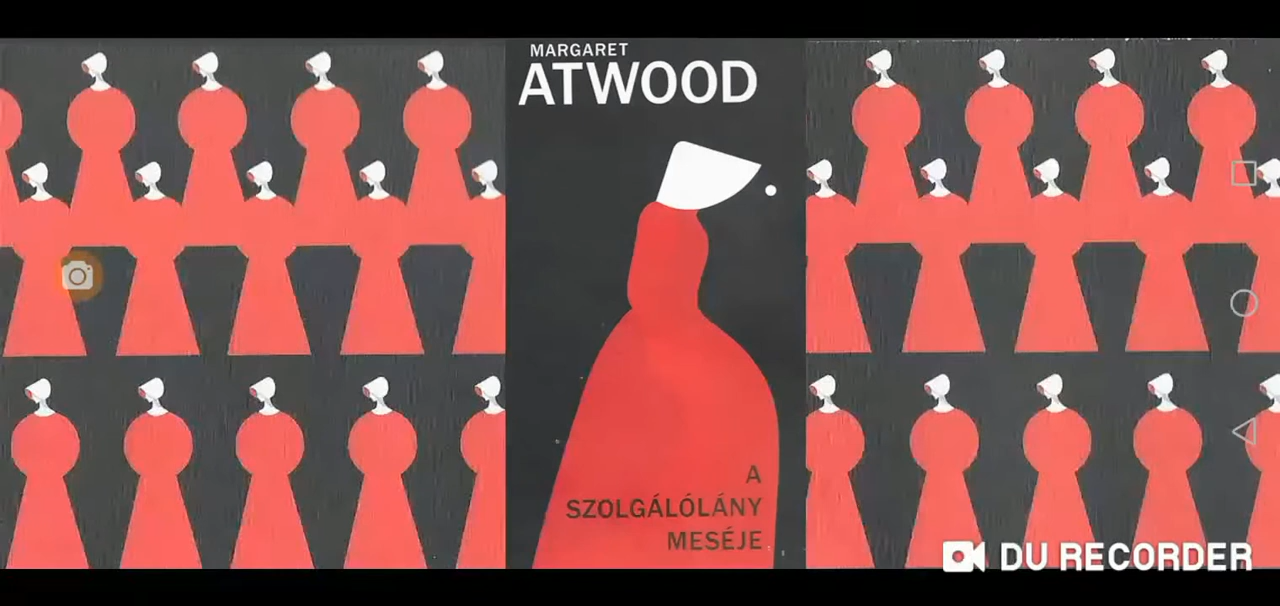 MARGARET
ATWOOD
A
SZOLGÁLÓLÁNY
MESÉJE
DU RECORDER